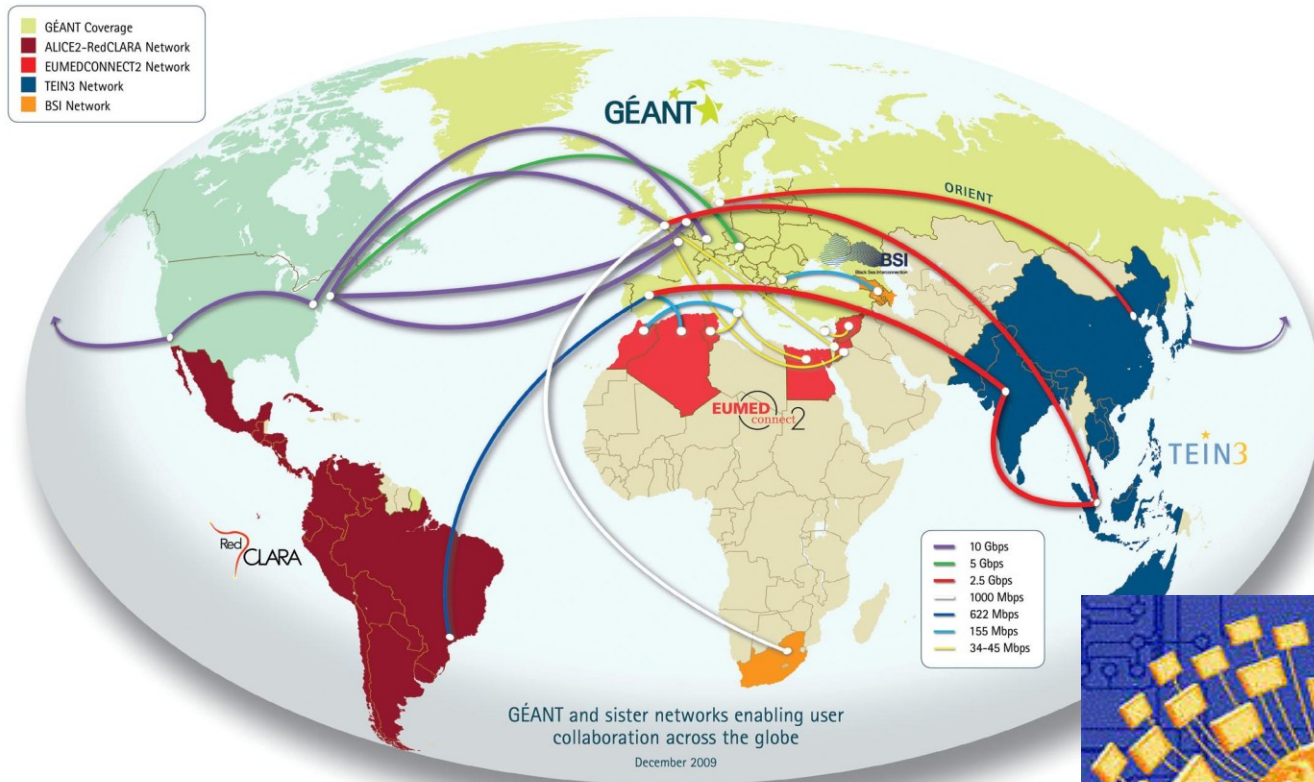 GÉANT Coverage
ALICE2-RedCLARA Network
EUMEDCONNECT2 Network
TEIN3 Network
BSI Network
GÉANT
ORIENT
BSI
Black Sea Interconnection
EUMED
connect 2
TEIN3
Red
CLARA
10 Gbps
5 Gbps
2.5 Gbps
1000 Mbps
622 Mbps
155 Mbps
34-45 Mbps
GÉANT and sister networks enabling user
collaboration across the globe
December 2009